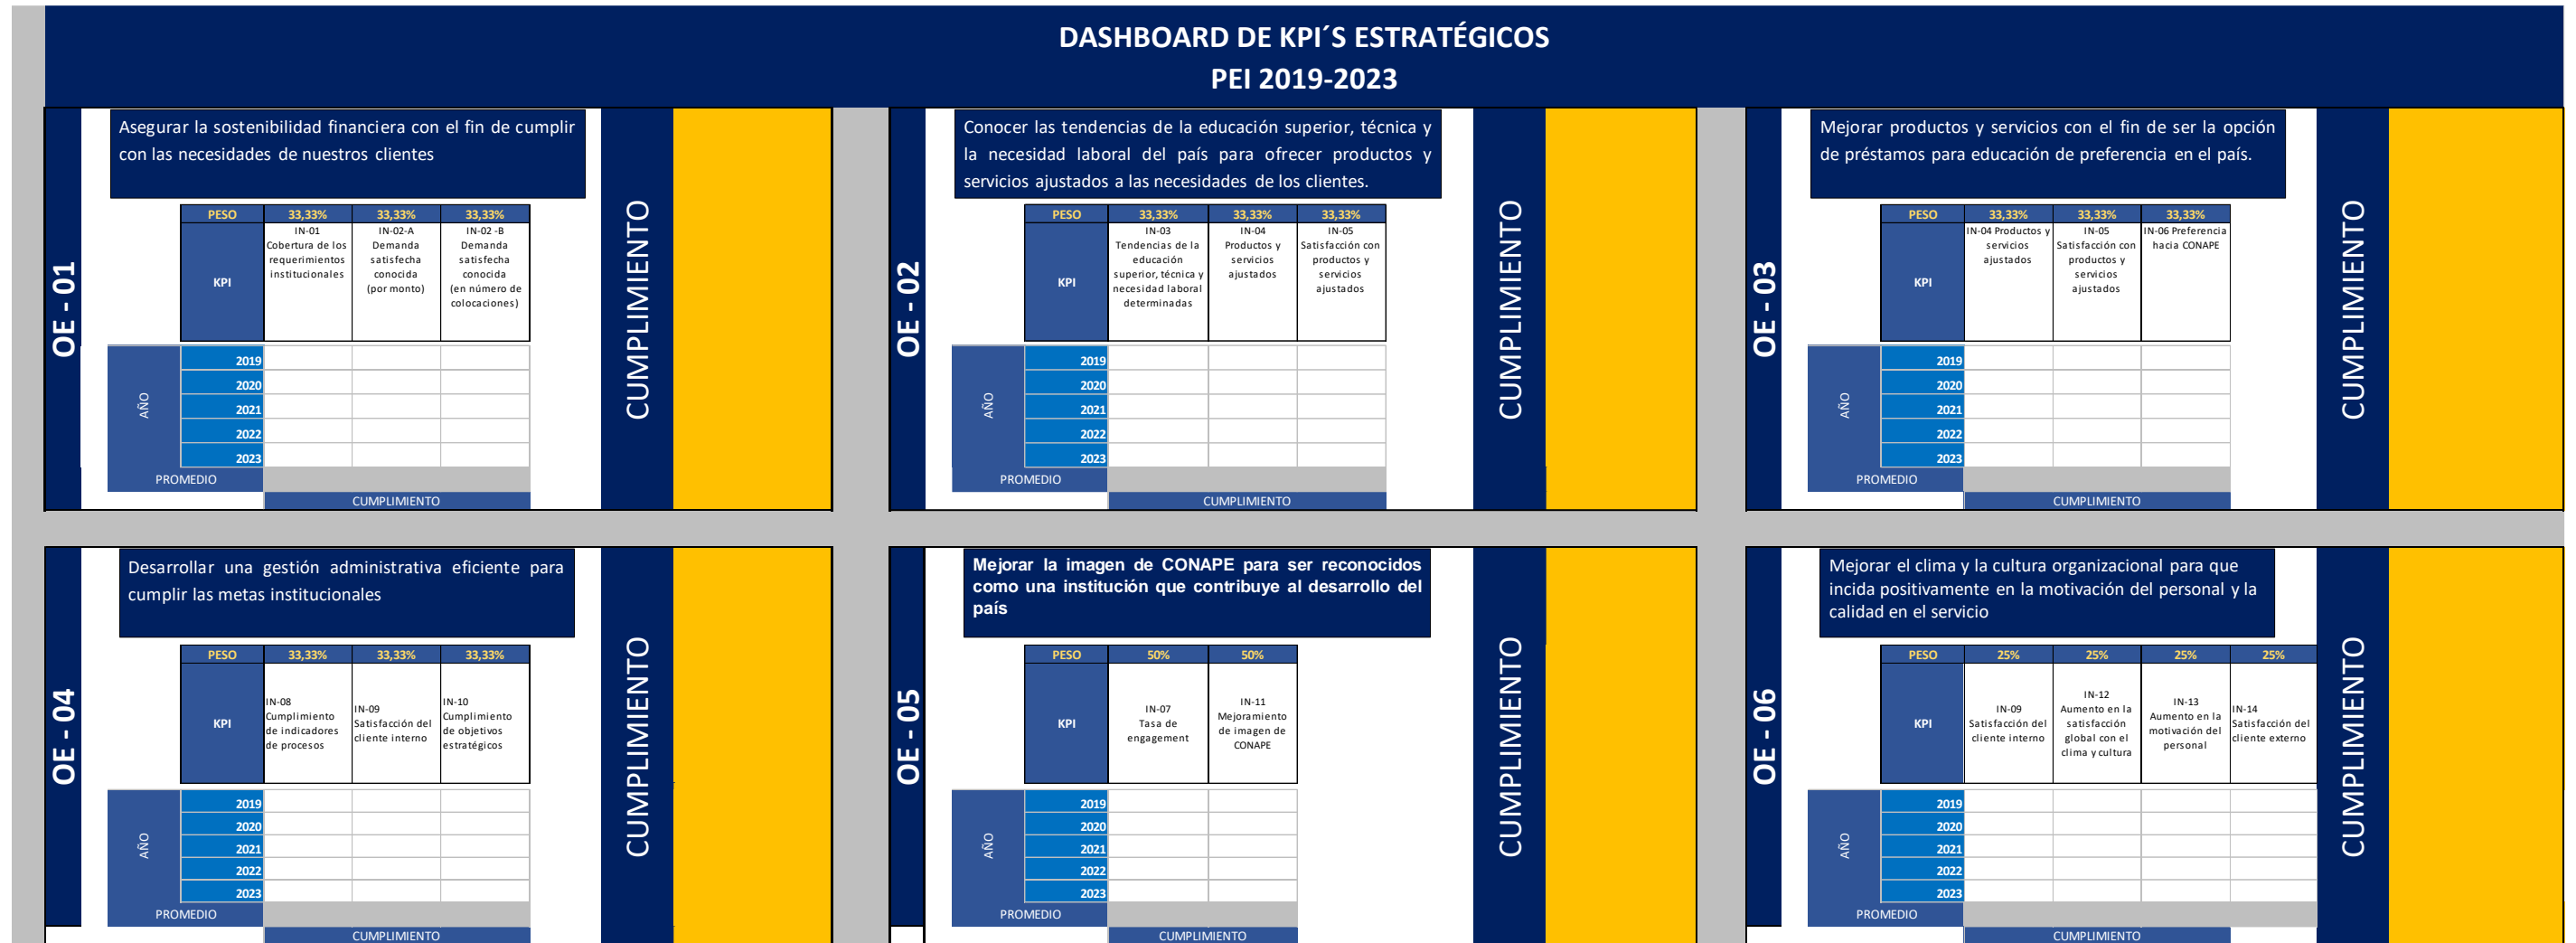 DASHBOARD DE KPI´S ESTRATÉGICOS
PEI 2019-2023
OE - 01
Asegurar la sostenibilidad financiera con el fin de cumplir
con las necesidades de nuestros clientes
PESO 33,33% 33,33% 33,33%
KPI
IN-01
Cobertura de los
requerimientos
institucionales
IN-02-A
Demanda
satisfecha
conocida
(por monto)
IN-02 -B
Demanda
satisfecha
conocida
(en número de
colocaciones)
AÑO
2019
2020
2021
2022
2023
PROMEDIO
CUMPLIMIENTO
CUMPLIMIENTO
OE - 02
Conocer las tendencias de la educación superior, técnica y
la necesidad laboral del país para ofrecer productos y
servicios ajustados a las necesidades de los clientes.
PESO 33,33% 33,33% 33,33%
KPI
IN-03
Tendencias de la
educación
superior, técnica y
necesidad laboral
determinadas
IN-04
Productos y
servicios
ajustados
IN-05
Satisfacción con
productos y
servicios
ajustados
AÑO
2019
2020
2021
2022
2023
PROMEDIO
CUMPLIMIENTO
CUMPLIMIENTO
OE - 03
Mejorar productos y servicios con el fin de ser la opción
de préstamos para educación de preferencia en el país.
PESO 33,33% 33,33% 33,33%
KPI
IN-04 Productos y
servicios
ajustados
IN-05
Satisfacción con
productos y
servicios
ajustados
IN-06 Preferencia
hacia CONAPE
AÑO
2019
2020
2021
2022
2023
PROMEDIO
CUMPLIMIENTO
CUMPLIMIENTO
OE - 04
Desarrollar una gestión administrativa eficiente para
cumplir las metas institucionales
PESO 33,33% 33,33% 33,33%
KPI
IN-08
Cumplimiento
de indicadores
de procesos
IN-09
Satisfacción del
cliente interno
IN-10
Cumplimiento
de objetivos
estratégicos
AÑO
2019
2020
2021
2022
2023
PROMEDIO
CUMPLIMIENTO
CUMPLIMIENTO
OE - 05
Mejorar la imagen de CONAPE para ser reconocidos
como una institución que contribuye al desarrollo del
país
PESO 50% 50%
KPI
IN-07
Tasa de
engagement
IN-11
Mejoramiento
de imagen de
CONAPE
AÑO
2019
2020
2021
2022
2023
PROMEDIO
CUMPLIMIENTO
CUMPLIMIENTO
OE - 06
Mejorar el clima y la cultura organizacional para que
incida positivamente en la motivación del personal y la
calidad en el servicio
PESO 25% 25% 25% 25%
KPI
IN-09
Satisfacción del
cliente interno
IN-12
Aumento en la
satisfacción
global con el
clima y cultura
IN-13
Aumento en la
motivación del
personal
IN-14
Satisfacción del
cliente externo
AÑO
2019
2020
2021
2022
2023
PROMEDIO
CUMPLIMIENTO
CUMPLIMIENTO